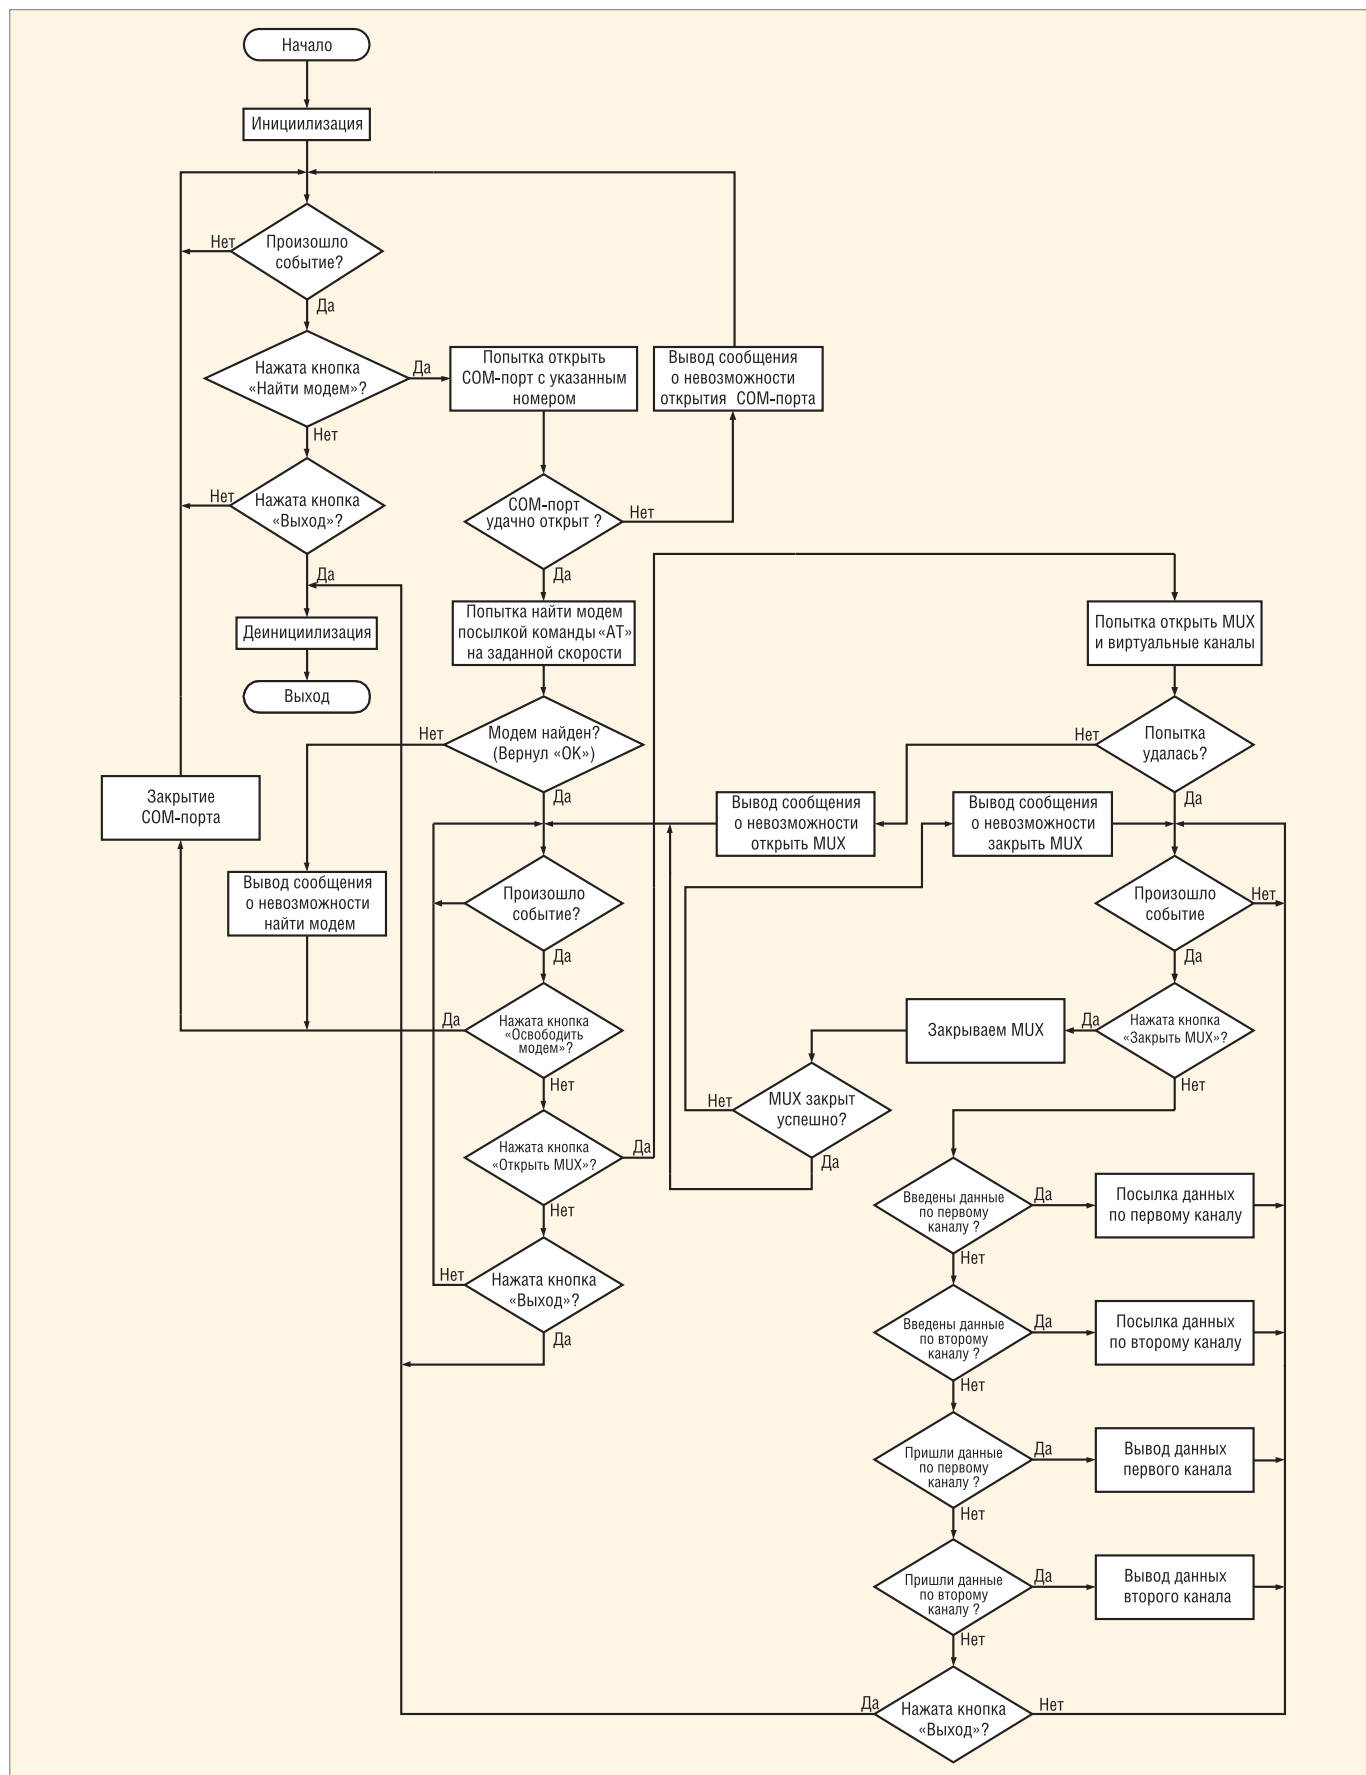 Начало
Инициилизация
Нет
Произошло
событие?
Да
Нажата кнопка
«Найти модем»?
Да
Попытка открыть
СОМ-порт с указанным
номером
Вывод сообщения
о невозможности
открытия СОМ-порта
Нет
Нет
Нажата кнопка
«Выход»?
СОМ-порт
удачно открыт ?
Нет
Да
Да
Деинициилизация
Попытка найти модем
посылкой команды «АТ»
на заданной скорости
Попытка открыть MUX
и виртуальные каналы
Выход
Нет
Модем найден?
(Вернул «ОК»)
Нет
Попытка
удалась?
Закрытие
СОМ-порта
Да
Вывод сообщения
о невозможности
открыть MUX
Вывод сообщения
о невозможности
закрыть MUX
Да
Вывод сообщения
о невозможности
найти модем
Произошло
событие?
Произошло
событие
Нет
Да
Да
Да
Нажата кнопка
«Освободить
модем»?
Закрываем MUX
Да
Нажата кнопка
«Закрыть MUX»?
Нет
Нет
Нет
MUX закрыт
успешно?
Нажата кнопка
«Открыть MUX»?
Да
Да
Нет
Введены данные
по первому
каналу ?
Да
Посылка данных
по первому каналу
Нет
Нет
Нажата кнопка
«Выход»?
Да
Введены данные
по второму
каналу ?
Да
Посылка данных
по второму каналу
Нет
Пришли данные
по первому
каналу ?
Да
Вывод данных
первого канала
Нет
Пришли данные
по второму
каналу ?
Да
Вывод данных
второго канала
Нет
Да
Нажата кнопка
«Выход»?
Нет